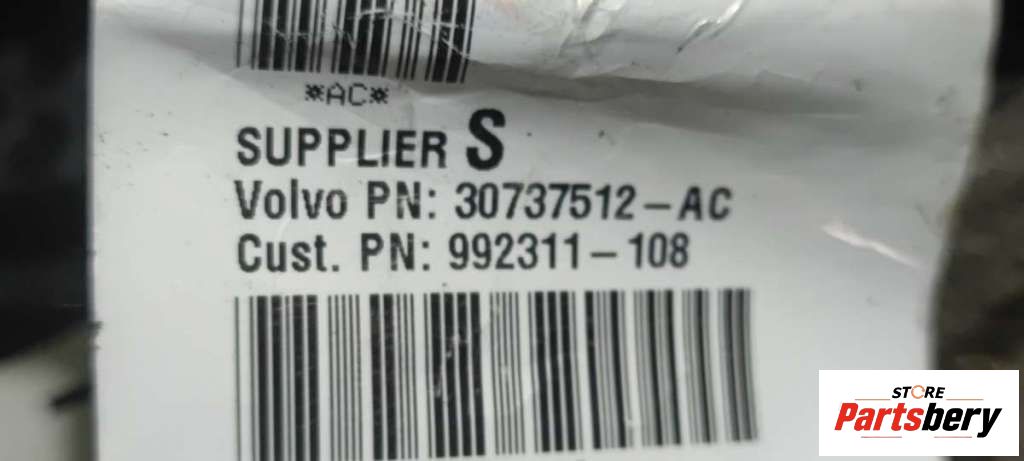 *AC*
SUPPLIER S
Volvo PN: 30737512-AC
Cust. PN: 992311-108
STORE
Partsbery